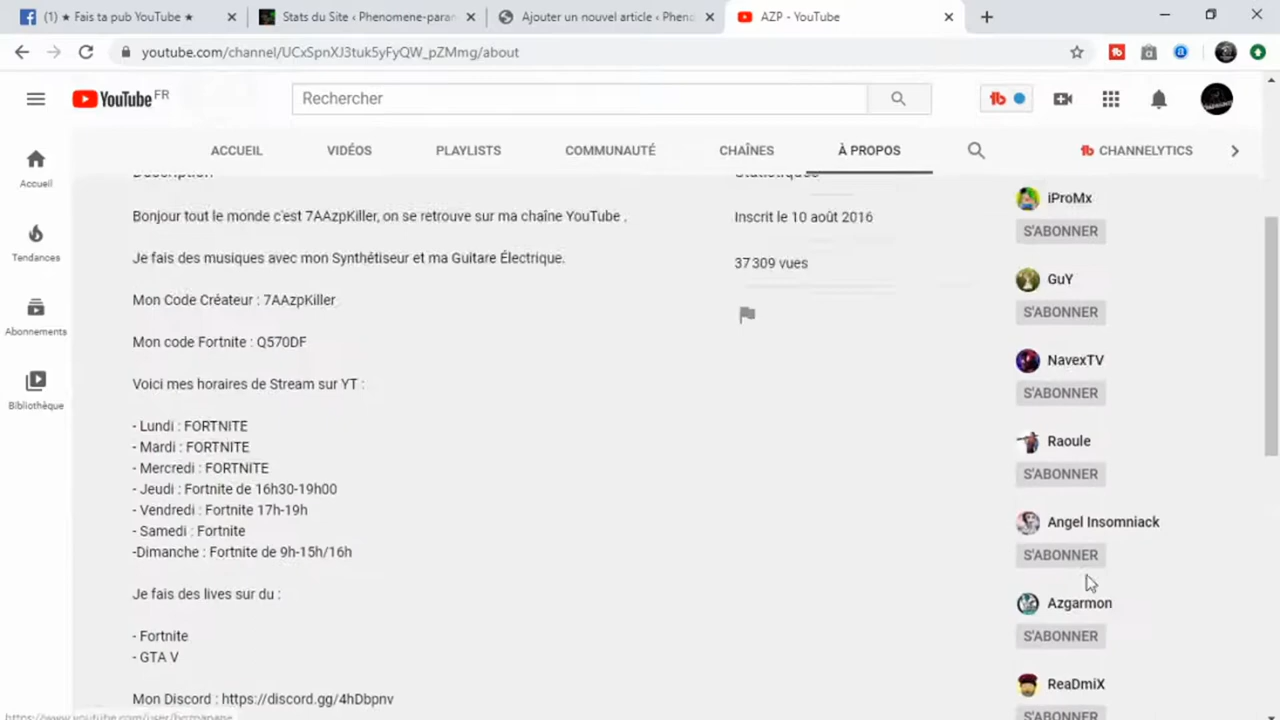 (1) ★ Fais ta pub YouTube ★
Stats du Site ‹ Phenomene-para
Ajouter un nouvel article ‹ Phen
AZP - YouTube
youtube.com/channel/UCxSpnXJ3tuk5yFyQW_pZMmg/about
YouTube FR
Rechercher
ACCUEIL
VIDÉOS
PLAYLISTS
COMMUNAUTÉ
CHAÎNES
À PROPOS
CHANNELYTICS
Accueil
Tendances
Abonnements
Bibliothèque
Description
Bonjour tout le monde c'est 7AAzpKiller, on se retrouve sur ma chaîne YouTube .
Je fais des musiques avec mon Synthétiseur et ma Guitare Électrique.
Mon Code Créateur : 7AAzpKiller
Mon code Fortnite : Q570DF
Voici mes horaires de Stream sur YT :
- Lundi : FORTNITE
- Mardi : FORTNITE
- Mercredi : FORTNITE
- Jeudi : Fortnite de 16h30-19h00
- Vendredi : Fortnite 17h-19h
- Samedi : Fortnite
-Dimanche : Fortnite de 9h-15h/16h
Je fais des lives sur du :
- Fortnite
- GTA V
Mon Discord : https://discord.gg/4hDbpnv
Statistiques
Inscrit le 10 août 2016
37 309 vues
iProMx
S'ABONNER
GuY
S'ABONNER
NavexTV
S'ABONNER
Raoule
S'ABONNER
Angel Insomniack
S'ABONNER
Azgarmon
S'ABONNER
ReaDmiX
S'ABONNER